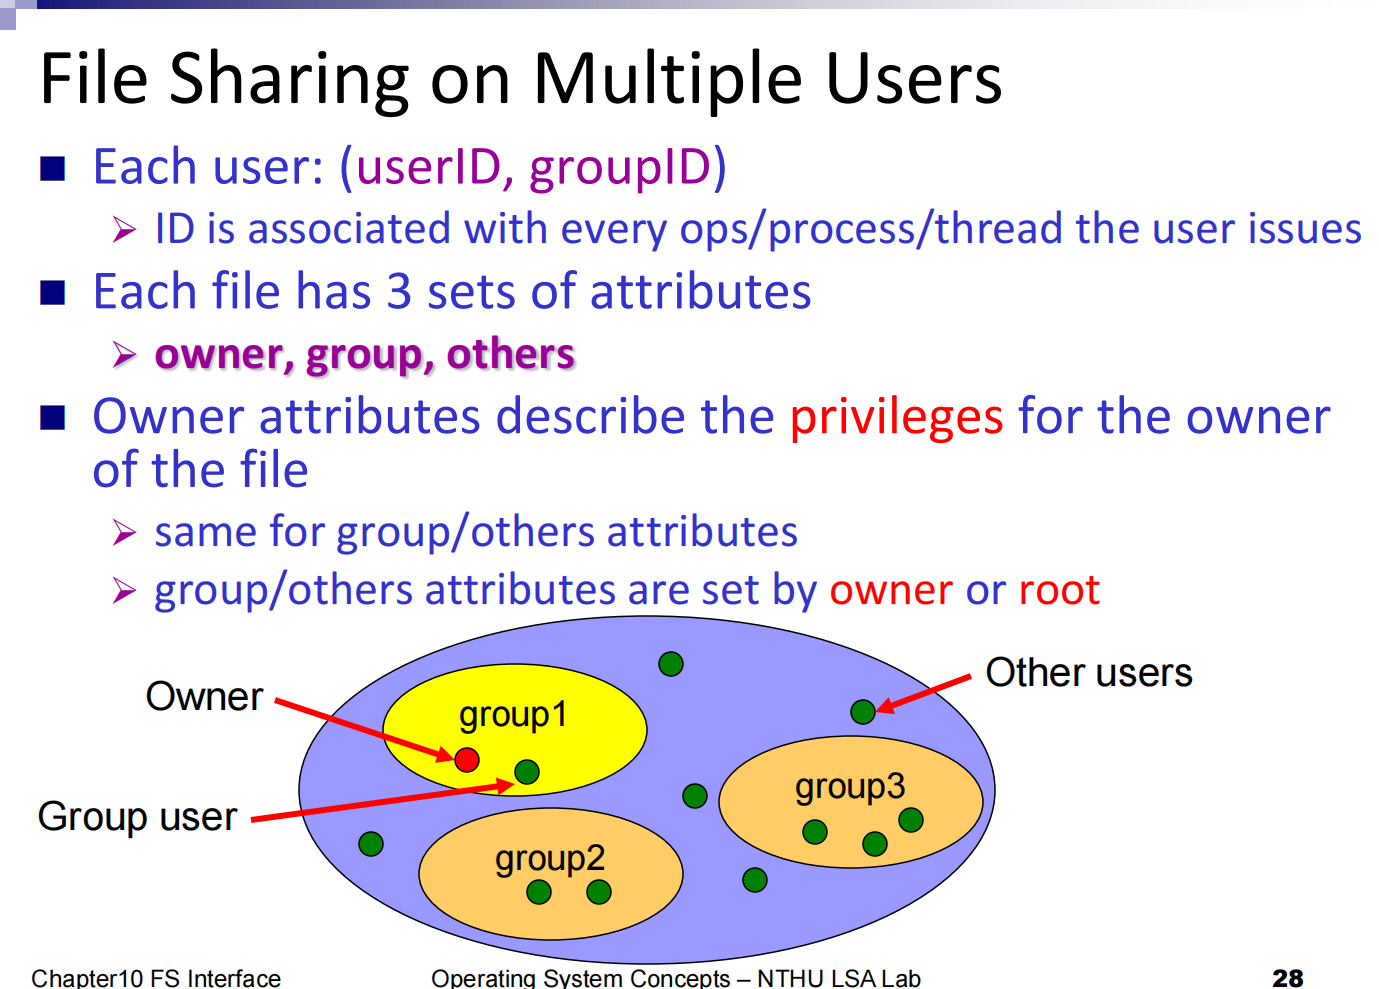 File Sharing on Multiple Users
Each user: (userID, groupID)
ID is associated with every ops/process/thread the user issues
Each file has 3 sets of attributes
owner, group, others
Owner attributes describe the privileges for the owner
of the file
same for group/others attributes
group/others attributes are set by owner or root
Other users
Owner
group1
group3
Group user
group2
Chapter10 FS Interface
Operating System Concepts – NTHU LSA Lab
28